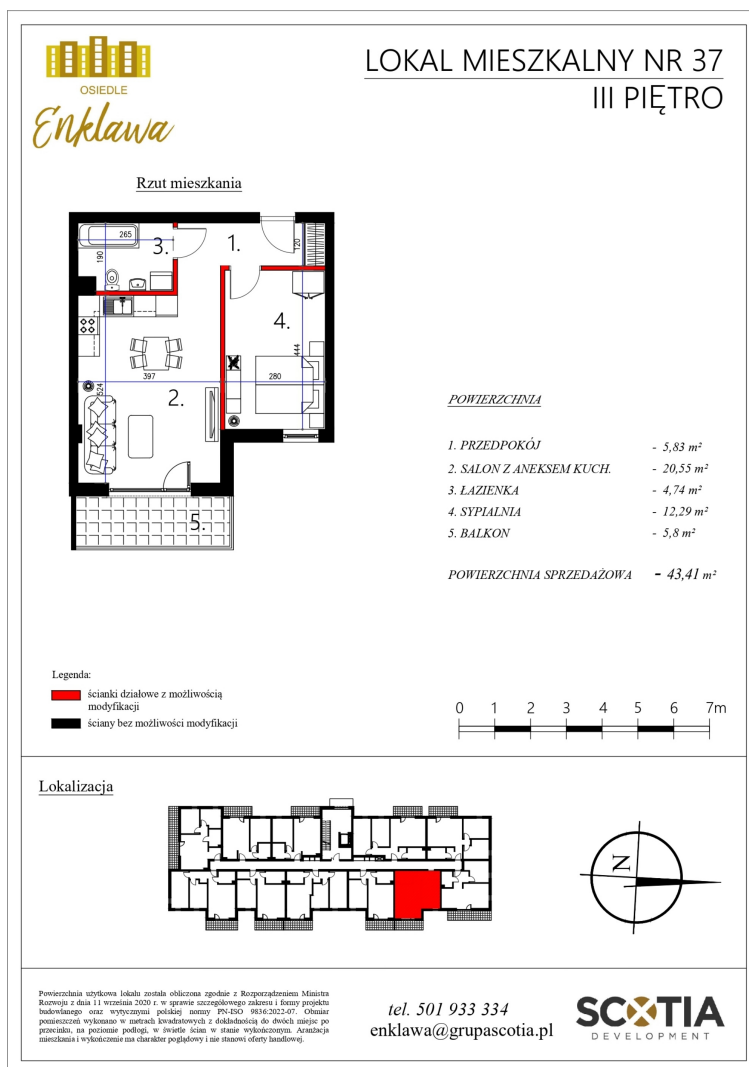 OSIEDLE
Enklawa
LOKAL MIESZKALNY NR 37
III PIĘTRO
Rzut mieszkania
265
3.
1.
120
190
4.
444
397
280
524
2.
5.
POWIERZCHNIA
1. PRZEDPOKÓJ - 5,83 m²
2. SALON Z ANEKSEM KUCH. - 20,55 m²
3. ŁAZIENKA - 4,74 m²
4. SYPIALNIA - 12,29 m²
5. BALKON - 5,8 m²
POWIERZCHNIA SPRZEDAŻOWA - 43,41 m²
Legenda:
ścianki działowe z możliwością
modyfikacji
ściany bez możliwości modyfikacji
0 1 2 3 4 5 6 7m
Lokalizacja
N
Powierzchnia użytkowa lokalu została obliczona zgodnie z Rozporządzeniem Ministra
Rozwoju z dnia 11 września 2020 r. w sprawie szczegółowego zakresu i formy projektu
budowlanego oraz wytycznymi polskiej normy PN-ISO 9836:2022-07. Obmiar
pomieszczeń wykonano w metrach kwadratowych z dokładnością do dwóch miejsc po
przecinku, na poziomie podłogi, w świetle ścian w stanie wykończonym. Aranżacja
mieszkania i wykończenie ma charakter poglądowy i nie stanowi oferty handlowej.
tel. 501 933 334
enklawa@grupascotia.pl
SCOTIA
DEVELOPMENT